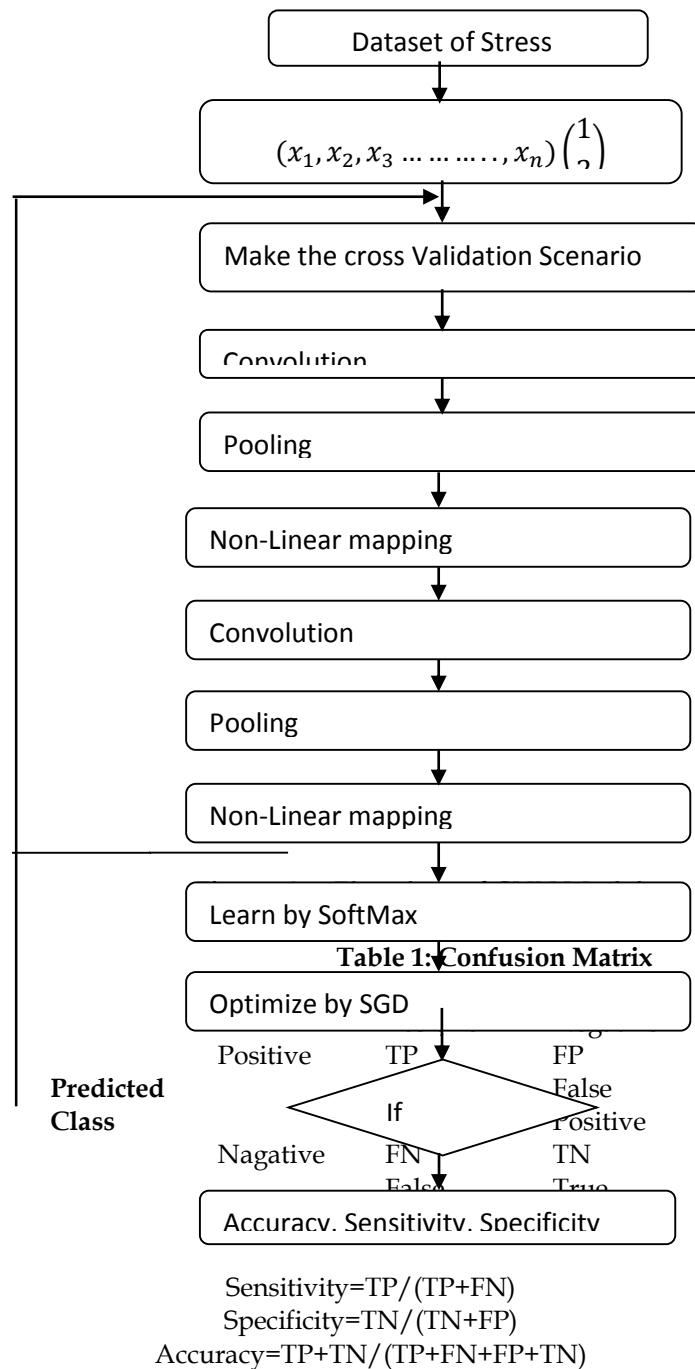 Dataset of Stress
(x₁, x₂, x₃ … … … . . , xₙ) (1
Make the cross Validation Scenario
Convolution
Pooling
Non-Linear mapping
Convolution
Pooling
Non-Linear mapping
Learn by SoftMax
Table 1: Confusion Matrix
Optimize by SGD
Positive TP FP
False
Predicted
Class
If
Positive
Nagative FN TN
False True
Accuracy, Sensitivity, Specificity
Sensitivity=TP/(TP+FN)
Specificity=TN/(TN+FP)
Accuracy=TP+TN/(TP+FN+FP+TN)